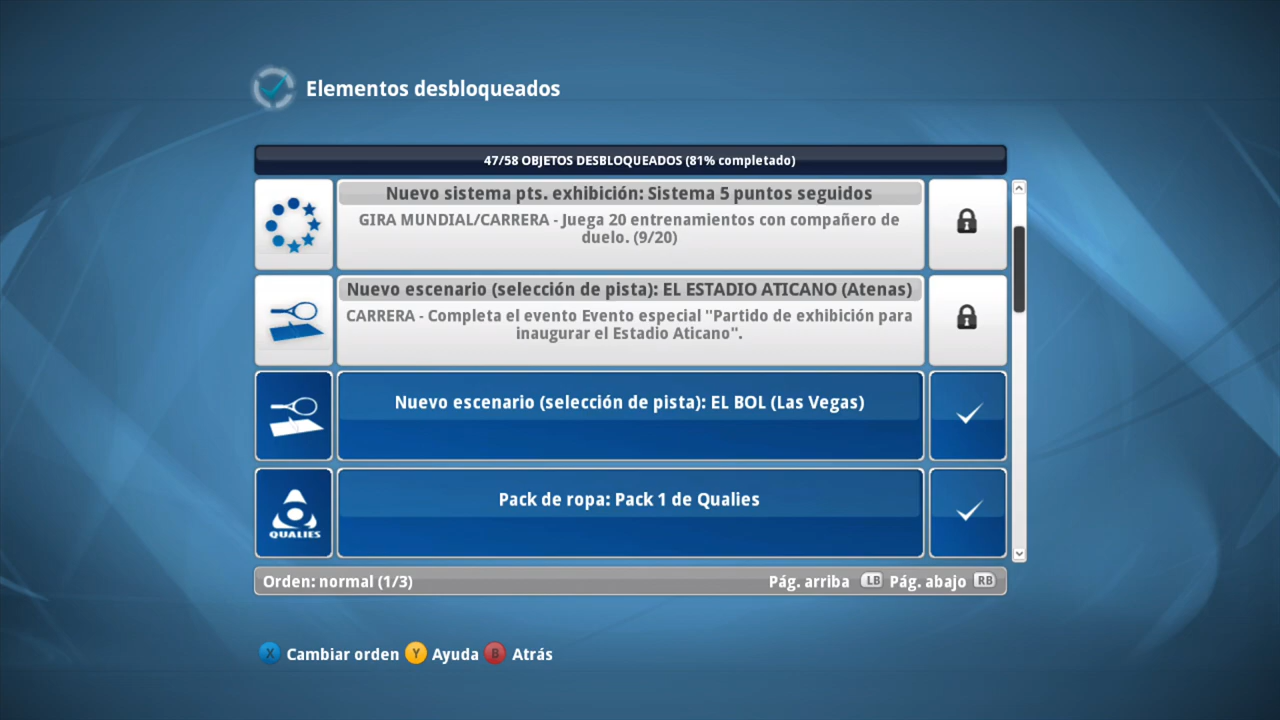 Elementos desbloqueados
47/58 OBJETOS DESBLOQUEADOS (81% completado)
Nuevo sistema pts. exhibición: Sistema 5 puntos seguidos
GIRA MUNDIAL/CARRERA - Juega 20 entrenamientos con compañero de
duelo. (9/20)
Nuevo escenario (selección de pista): EL ESTADIO ATICANO (Atenas)
CARRERA - Completa el evento Evento especial "Partido de exhibición para
inaugurar el Estadio Aticano".
Nuevo escenario (selección de pista): EL BOL (Las Vegas)
QUALIES
Pack de ropa: Pack 1 de Qualies
Orden: normal (1/3)
Pág. arriba LB Pág. abajo RB
X Cambiar orden Y Ayuda B Atrás